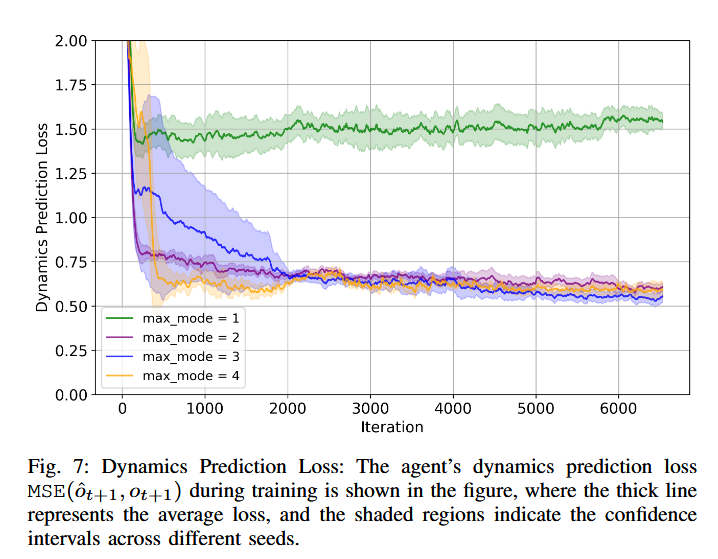 2.00
1.75
1.50
1.25
1.00
0.75
0.50
0.25
0.00
Dynamics Prediction Loss
max_mode = 1
max_mode = 2
max_mode = 3
max_mode = 4
0 1000 2000 3000 4000 5000 6000
Iteration
Fig. 7: Dynamics Prediction Loss: The agent's dynamics prediction loss
MSE(ô_{t+1}, o_{t+1}) during training is shown in the figure, where the thick line
represents the average loss, and the shaded regions indicate the confidence
intervals across different seeds.